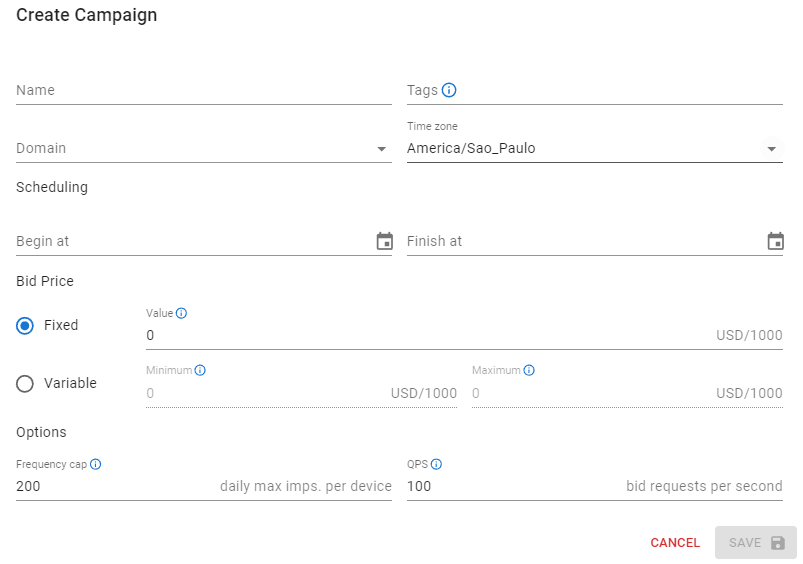 Create Campaign
Name
Tags
Domain
Time zone
America/Sao_Paulo
Scheduling
Begin at
Finish at
Bid Price
Fixed
Value
0 USD/1000
Variable
Minimum
0 USD/1000
Maximum
0 USD/1000
Options
Frequency cap
200 daily max imps. per device
QPS
100 bid requests per second
CANCEL
SAVE